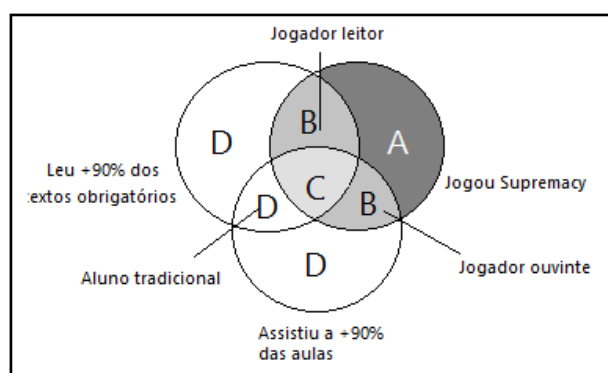 Jogador leitor
B
D
A
Leu +90% dos
textos obrigatórios
C
Jogou Supremacy
D
B
Aluno tradicional
D
Jogador ouvinte
Assistiu a +90%
das aulas